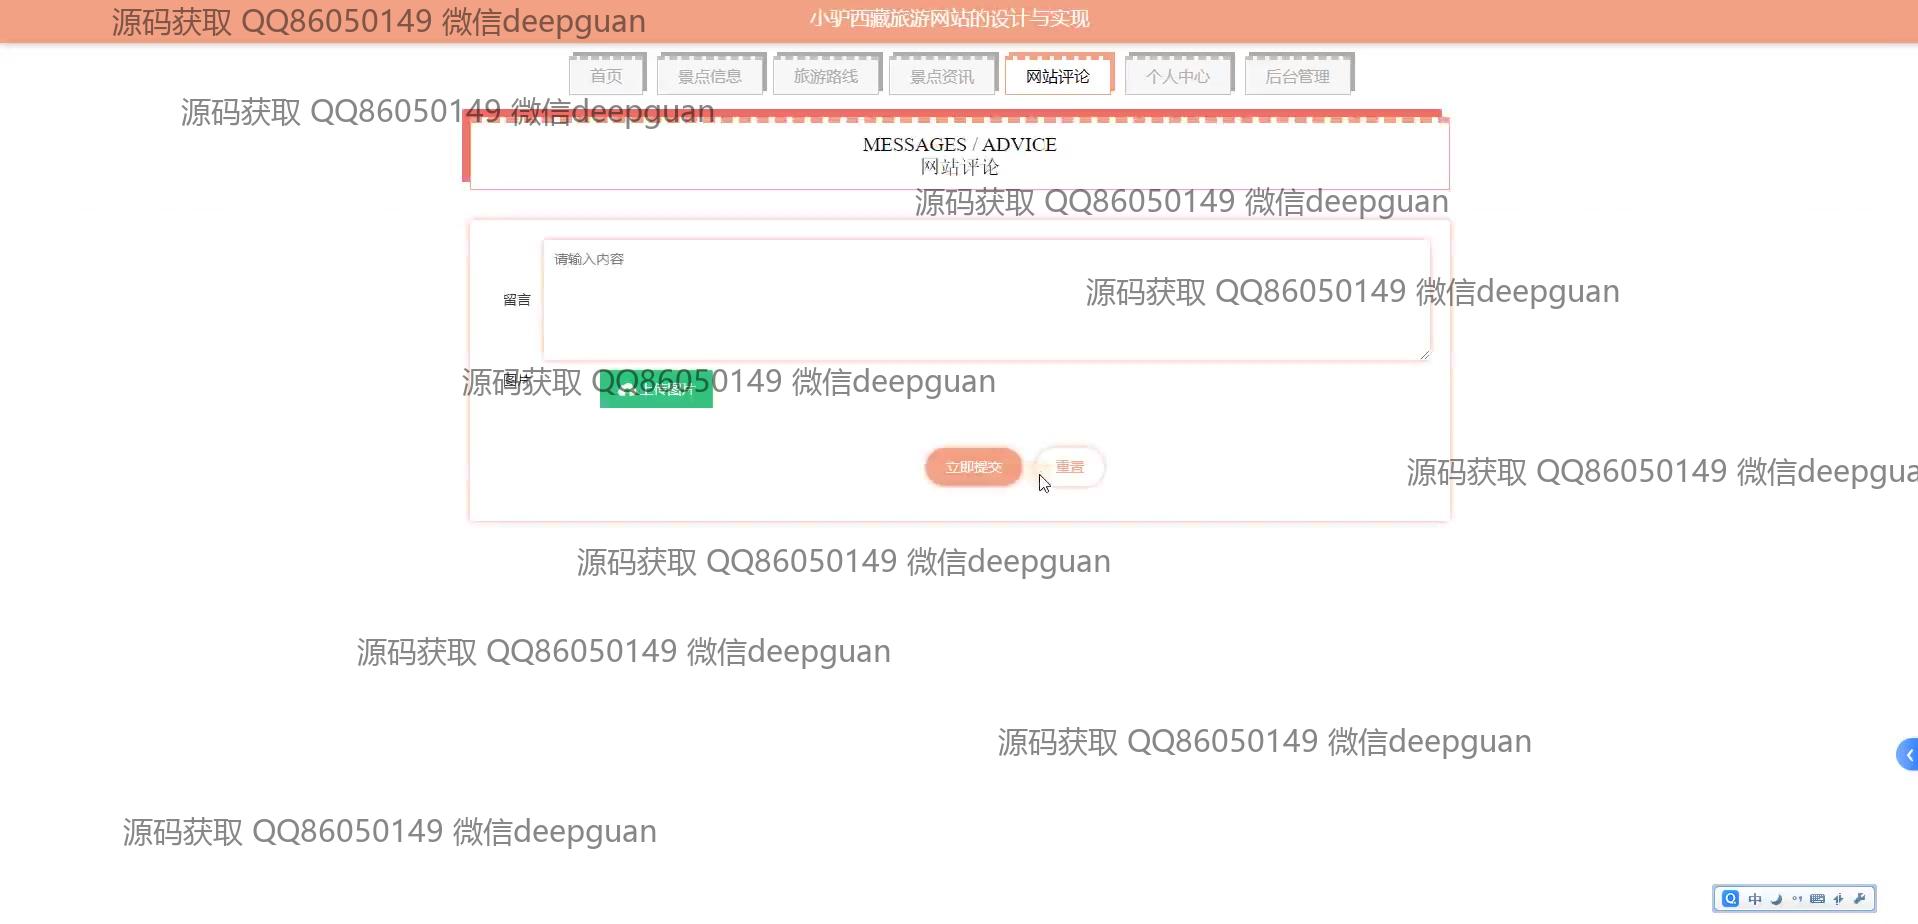 小驴西藏旅游网站的设计与实现
源码获取 QQ86050149 微信deepguan
首页 景点信息 旅游路线 景点资讯 网站评论 个人中心 后台管理
源码获取 QQ86050149 微信deepguan
MESSAGES / ADVICE
网站评论
源码获取 QQ86050149 微信deepguan
请输入内容
源码获取 QQ86050149 微信deepguan
留言
图片
源码获取 QQ86050149 微信deepguan
上传图片
立即提交 重置
源码获取 QQ86050149 微信deepgua
源码获取 QQ86050149 微信deepguan
源码获取 QQ86050149 微信deepguan
源码获取 QQ86050149 微信deepguan
源码获取 QQ86050149 微信deepguan
中